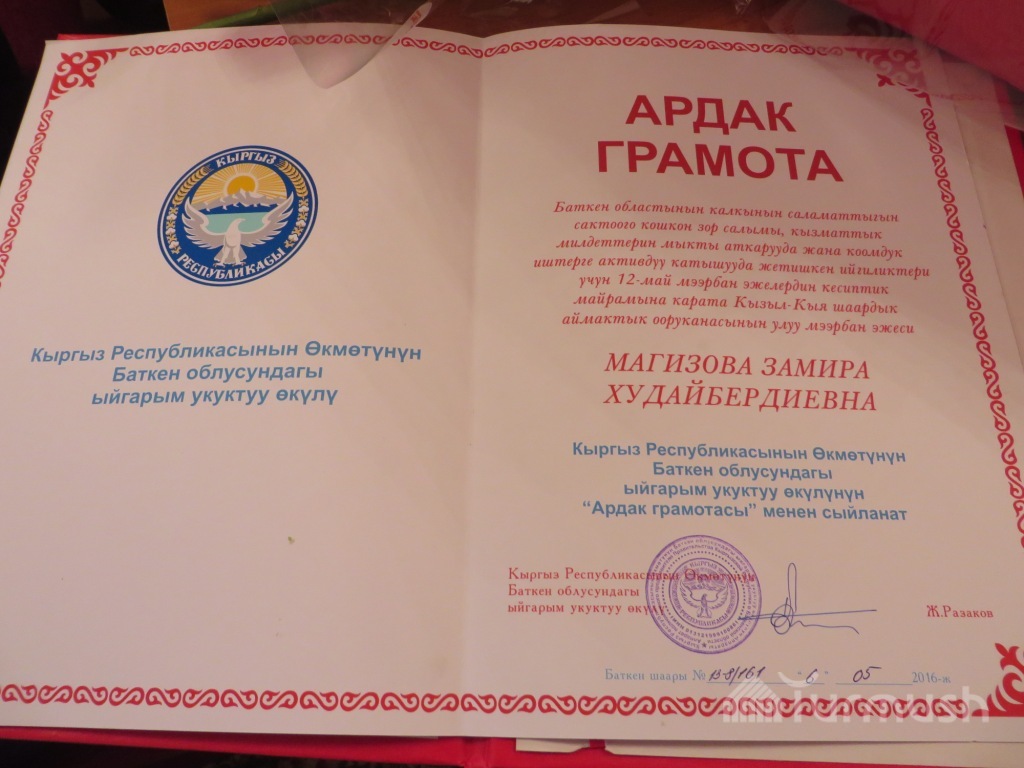 КЫРГЫЗ
РЕСПУБЛИКАСЫ
Кыргыз Республикасынын Өкмөтүнүн
Баткен облусундагы
ыйгарым укуктуу өкүлү
АРДАК
ГРАМОТА
Баткен областынын калкынын саламаттыгын
сактоого кошкон зор салымы, кызматтык
милдеттерин мыкты аткарууда жана коомдук
иштерге активдүү катышууда жетишкен ийгиликтери
үчүн 12-май мээрбан эжелердин кесиптик
майрамына карата Кызыл-Кыя шаардык
аймактык ооруканасынын улуу мээрбан эжеси
МАГИЗОВА ЗАМИРА
ХУДАЙБЕРДИЕВНА
Кыргыз Республикасынын Өкмөтүнүн
Баткен облусундагы
ыйгарым укуктуу өкүлүнүн
“Ардак грамотасы” менен сыйланат
Кыргыз Республикасынын Өкмөтүнүн
Баткен облусундагы
ыйгарым укуктуу өкүлү
Ж.Разаков
Баткен шаары № 13-8/161 “6” 05 2016-ж
Turmush